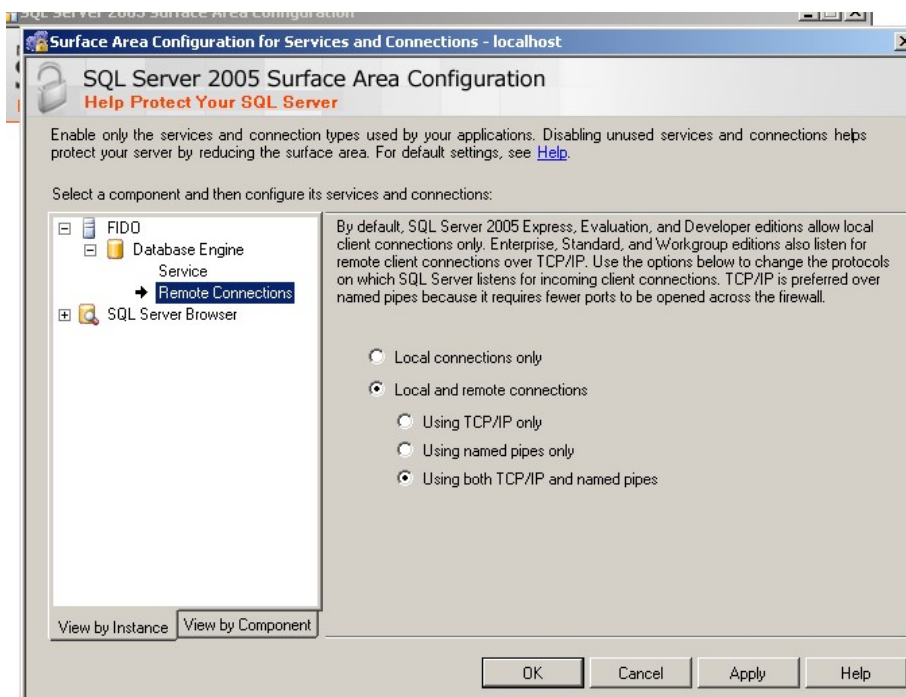 SQL Server 2005 Surface Area Configuration
Surface Area Configuration for Services and Connections - localhost
SQL Server 2005 Surface Area Configuration
Help Protect Your SQL Server
Enable only the services and connection types used by your applications. Disabling unused services and connections helps
protect your server by reducing the surface area. For default settings, see Help.
Select a component and then configure its services and connections:
FIDO
Database Engine
Service
Remote Connections
SQL Server Browser
By default, SQL Server 2005 Express, Evaluation, and Developer editions allow local
client connections only. Enterprise, Standard, and Workgroup editions also listen for
remote client connections over TCP/IP. Use the options below to change the protocols
on which SQL Server listens for incoming client connections. TCP/IP is preferred over
named pipes because it requires fewer ports to be opened across the firewall.
Local connections only
Local and remote connections
Using TCP/IP only
Using named pipes only
Using both TCP/IP and named pipes
View by Instance View by Component
OK Cancel Apply Help